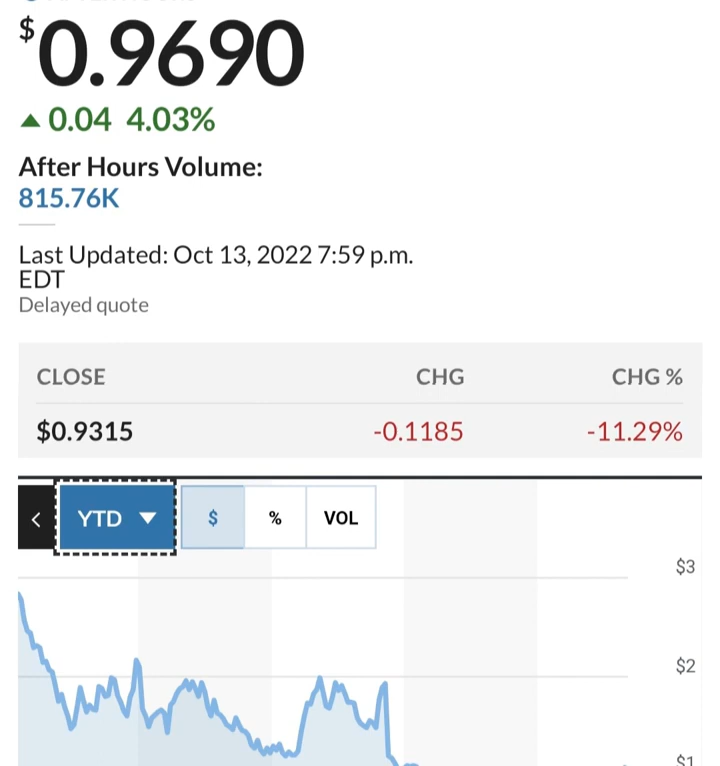 $0.9690
▲ 0.04 4.03%
After Hours Volume:
815.76K
Last Updated: Oct 13, 2022 7:59 p.m.
EDT
Delayed quote
CLOSE CHG CHG %
$0.9315 -0.1185 -11.29%
YTD $ % VOL
$3
$2
$1